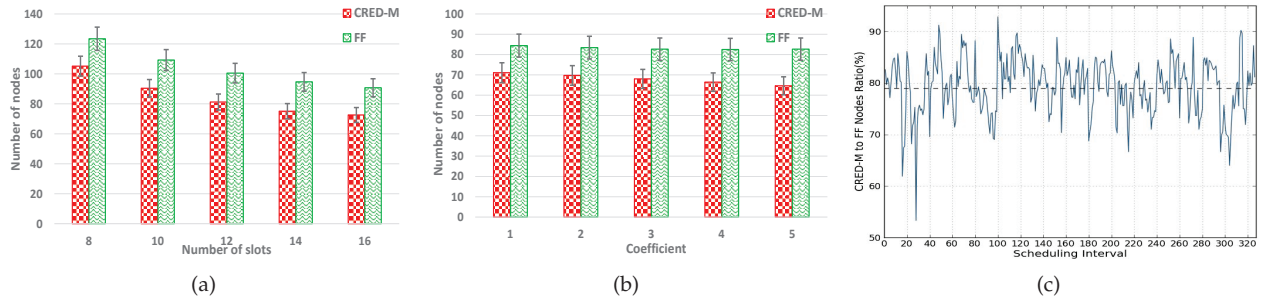 CRED-M
FF
Number of nodes
140
120
100
80
60
40
20
0
8 10 12 14 16
Number of slots
(a)
CRED-M
FF
Number of nodes
100
90
80
70
60
50
40
30
20
10
0
1 2 3 4 5
Coefficient
(b)
CRED-M to FF Nodes Ratio(%)
90
80
70
60
50
0 20 40 60 80 100 120 140 160 180 200 220 240 260 280 300 320
Scheduling Interval
(c)